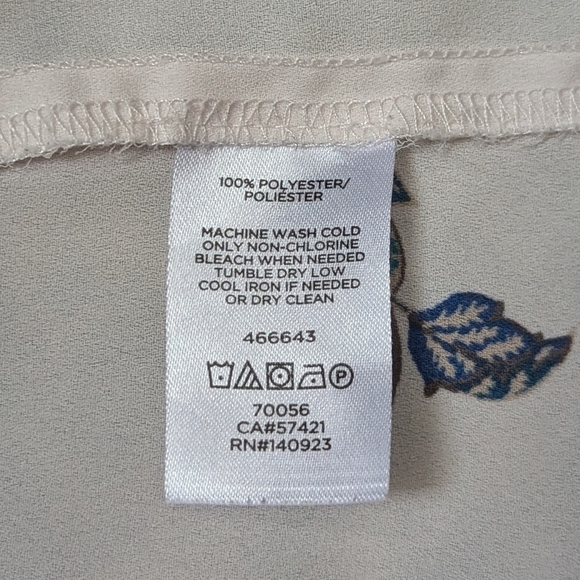 100% POLYESTER/
POLIÉSTER
MACHINE WASH COLD
ONLY NON-CHLORINE
BLEACH WHEN NEEDED
TUMBLE DRY LOW
COOL IRON IF NEEDED
OR DRY CLEAN
466643
P
70056
CA#57421
RN#140923